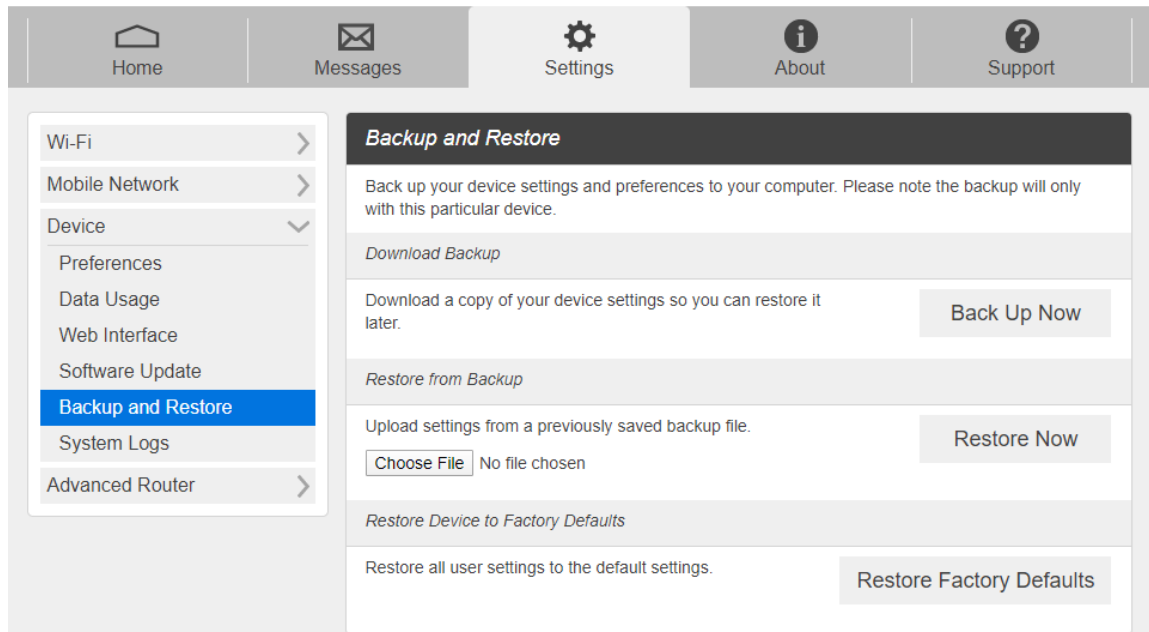 Home
Messages
Settings
About
Support
Wi-Fi
Mobile Network
Device
Preferences
Data Usage
Web Interface
Software Update
Backup and Restore
System Logs
Advanced Router
Backup and Restore
Back up your device settings and preferences to your computer. Please note the backup will only
with this particular device.
Download Backup
Download a copy of your device settings so you can restore it
later.
Back Up Now
Restore from Backup
Upload settings from a previously saved backup file.
Choose File No file chosen
Restore Now
Restore Device to Factory Defaults
Restore all user settings to the default settings.
Restore Factory Defaults